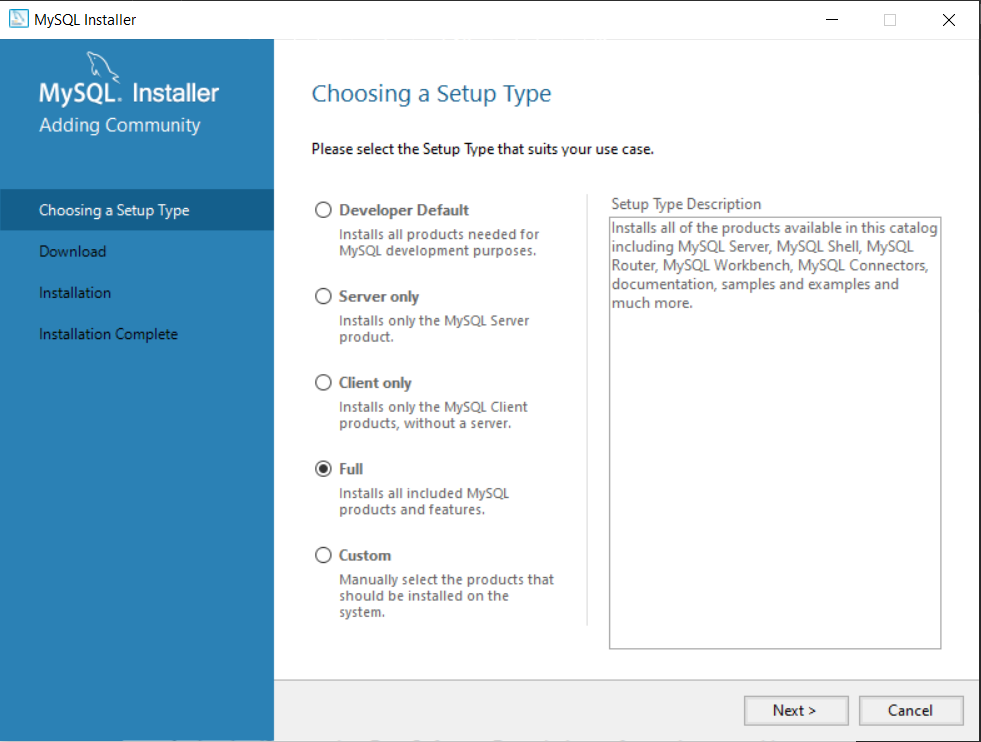 MySQL Installer
MySQL. Installer
Adding Community
Choosing a Setup Type
Download
Installation
Installation Complete
Choosing a Setup Type
Please select the Setup Type that suits your use case.
Developer Default
Installs all products needed for
MySQL development purposes.
Server only
Installs only the MySQL Server
product.
Client only
Installs only the MySQL Client
products, without a server.
Full
Installs all included MySQL
products and features.
Custom
Manually select the products that
should be installed on the
system.
Setup Type Description
Installs all of the products available in this catalog
including MySQL Server, MySQL Shell, MySQL
Router, MySQL Workbench, MySQL Connectors,
documentation, samples and examples and
much more.
Next >
Cancel